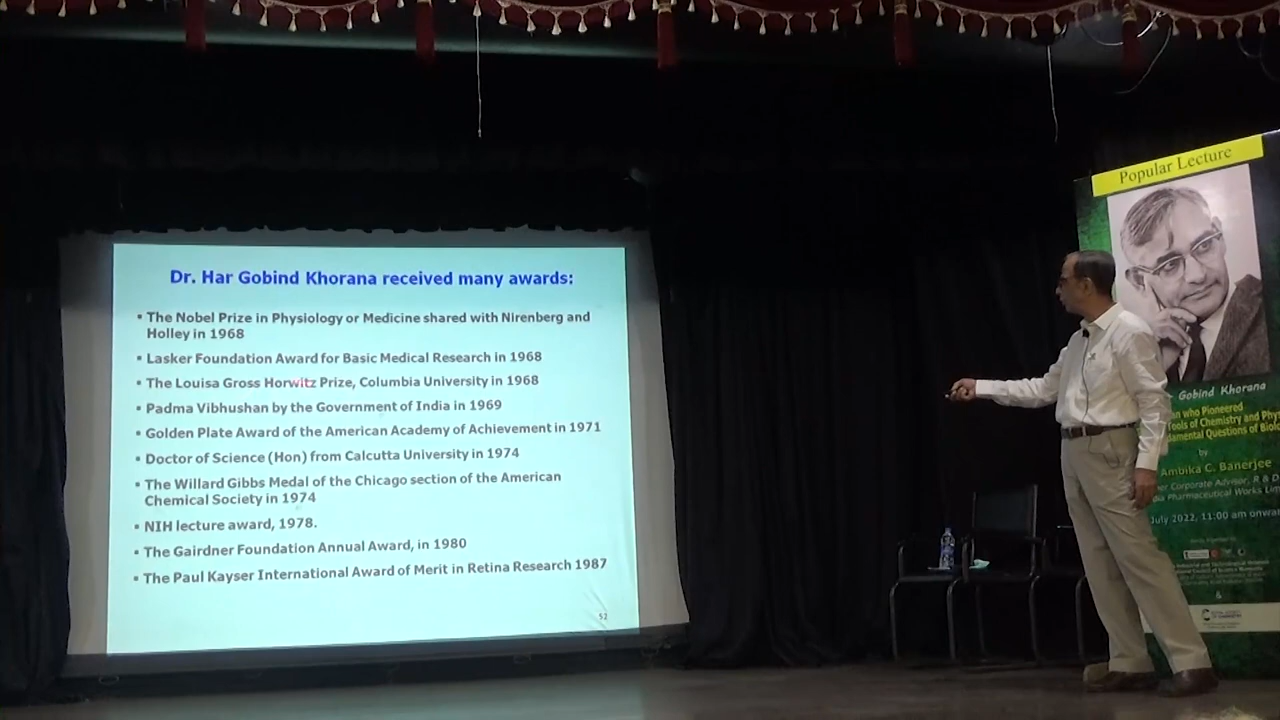 Dr. Har Gobind Khorana received many awards:
▪ The Nobel Prize in Physiology or Medicine shared with Nirenberg and
Holley in 1968
▪ Lasker Foundation Award for Basic Medical Research in 1968
▪ The Louisa Gross Horwitz Prize, Columbia University in 1968
▪ Padma Vibhushan by the Government of India in 1969
▪ Golden Plate Award of the American Academy of Achievement in 1971
▪ Doctor of Science (Hon) from Calcutta University in 1974
▪ The Willard Gibbs Medal of the Chicago section of the American
Chemical Society in 1974
▪ NIH lecture award, 1978.
▪ The Gairdner Foundation Annual Award, in 1980
▪ The Paul Kayser International Award of Merit in Retina Research 1987
52
Popular Lecture
Gobind Khorana
who Pioneered
Tools of Chemistry and
Questions of
by
Ambika C. Banerjee
Corporate Advisor, R & D
Pharmaceutical Works
July 2022, 11:00 am
&